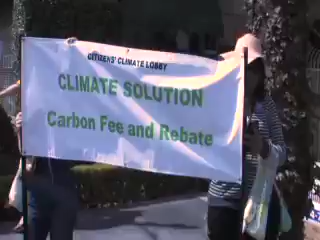 CITIZENS' CLIMATE LOBBY
CLIMATE SOLUTION
Carbon Fee and Rebate